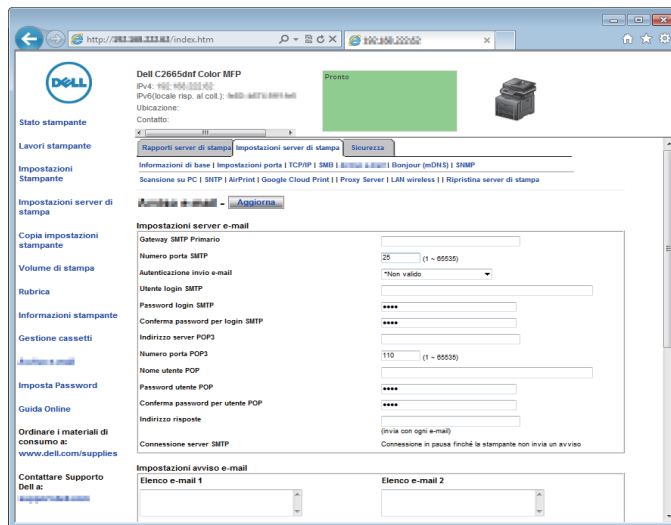 http:// /index.htm
DELL
Dell C2665dnf Color MFP
IPv4:
IPv6(locale risp. al coll.):
Ubicazione:
Contatto:
Pronto
Stato stampante
Lavori stampante
Impostazioni
Stampante
Impostazioni server di
stampa
Copia impostazioni
stampante
Volume di stampa
Rubrica
Informazioni stampante
Gestione cassetti
Imposta Password
Guida Online
Ordinare i materiali di
consumo a:
www.dell.com/supplies
Contattare Supporto
Dell a:
Rapporti server di stampa Impostazioni server di stampa Sicurezza
Informazioni di base | Impostazioni porta | TCP/IP | SMB | | Bonjour (mDNS) | SNMP
Scansione su PC | SNTP | AirPrint | Google Cloud Print | | Proxy Server | LAN wireless | | Ripristina server di stampa
- Aggiorna
Impostazioni server e-mail
Gateway SMTP Primario
Numero porta SMTP 25 (1 ~ 65535)
Autenticazione invio e-mail *Non valido
Utente login SMTP
Password login SMTP ••••
Conferma password per login SMTP ••••
Indirizzo server POP3
Numero porta POP3 110 (1 ~ 65535)
Nome utente POP
Password utente POP ••••
Conferma password per utente POP ••••
Indirizzo risposte
(invia con ogni e-mail)
Connessione server SMTP Connessione in pausa finché la stampante non invia un avviso
Impostazioni avviso e-mail
Elenco e-mail 1 Elenco e-mail 2